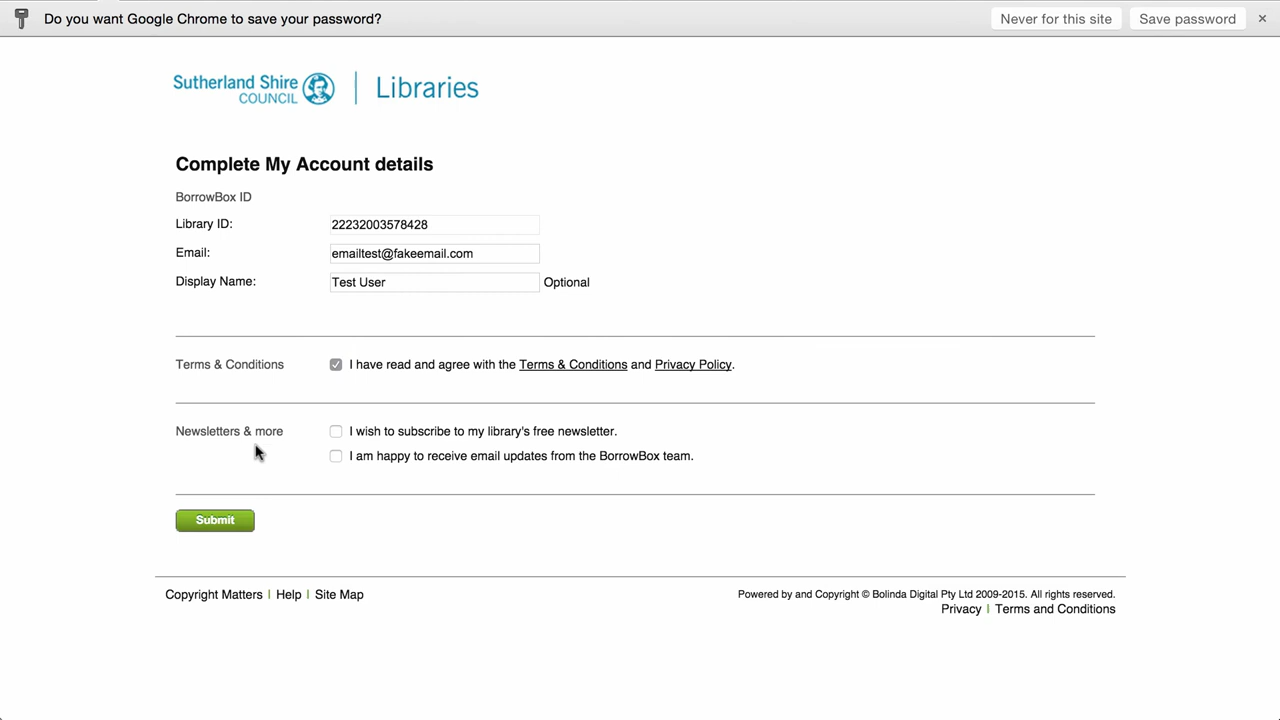 Do you want Google Chrome to save your password? Never for this site Save password ×
Sutherland Shire
COUNCIL
Libraries
Complete My Account details
BorrowBox ID
Library ID: 22232003578428
Email: emailtest@fakeemail.com
Display Name: Test User Optional
Terms & Conditions I have read and agree with the Terms & Conditions and Privacy Policy.
Newsletters & more I wish to subscribe to my library's free newsletter.
I am happy to receive email updates from the BorrowBox team.
Submit
Copyright Matters | Help | Site Map
Powered by and Copyright © Bolinda Digital Pty Ltd 2009-2015. All rights reserved.
Privacy | Terms and Conditions